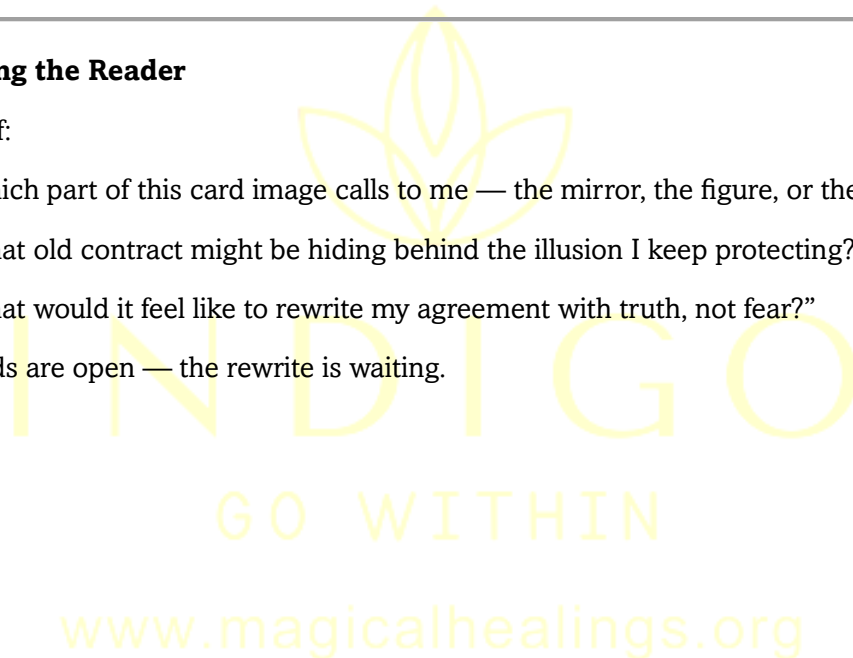 ng the Reader
f:
ich part of this card image calls to me — the mirror, the figure, or the
at old contract might be hiding behind the illusion I keep protecting?
at would it feel like to rewrite my agreement with truth, not fear?”
ds are open — the rewrite is waiting.
INDIGO
GO WITHIN
www.magicalhealings.org